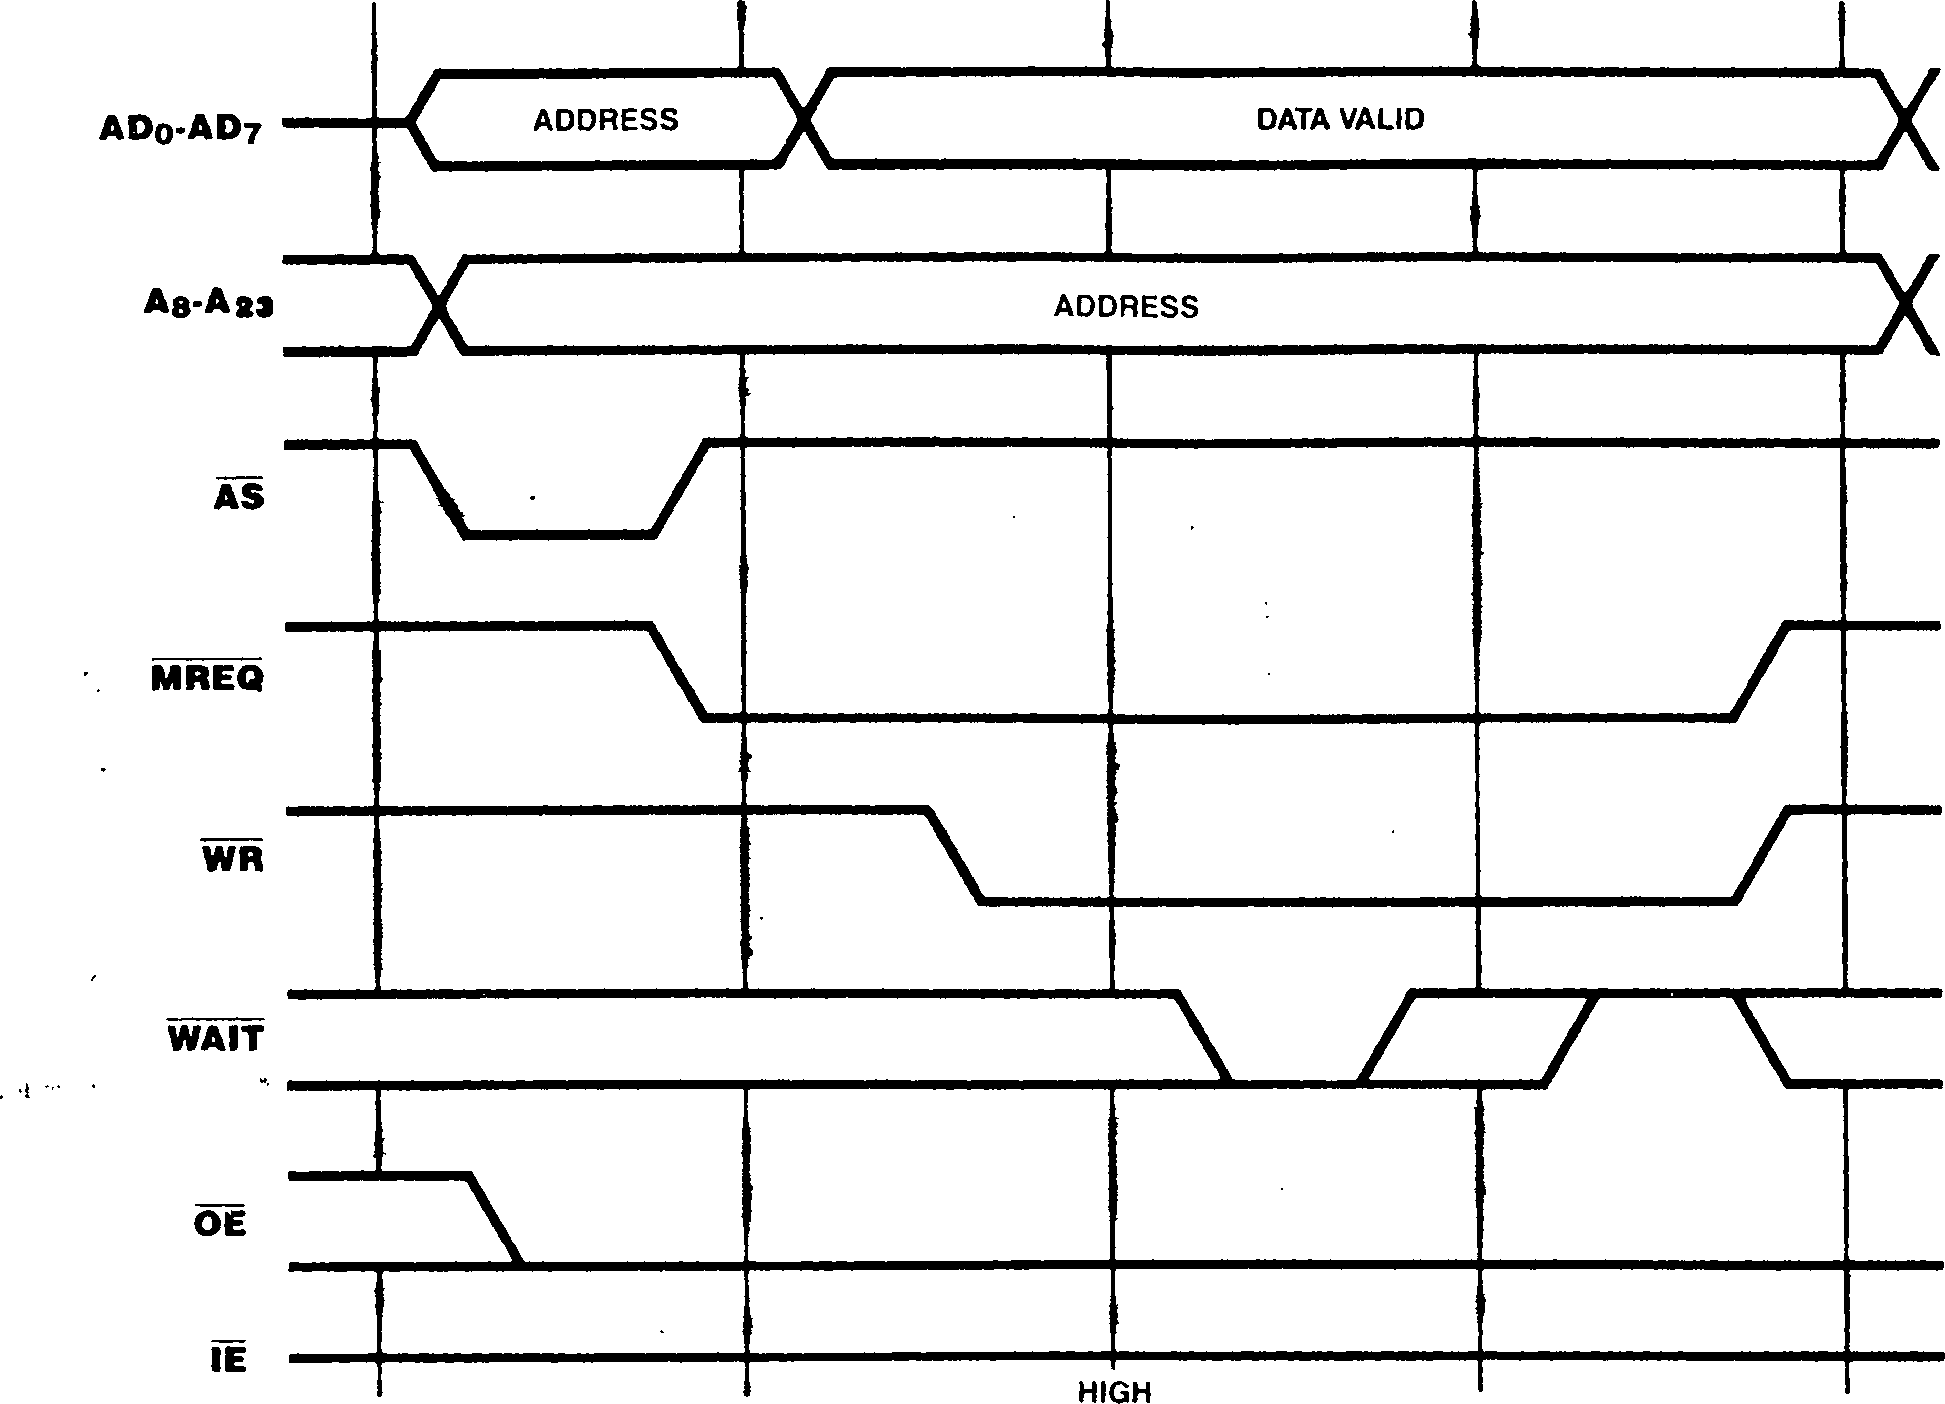 AD0-AD7
ADDRESS
DATA VALID
A8-A23
ADDRESS
AS
MREQ
WR
WAIT
OE
IE
HIGH